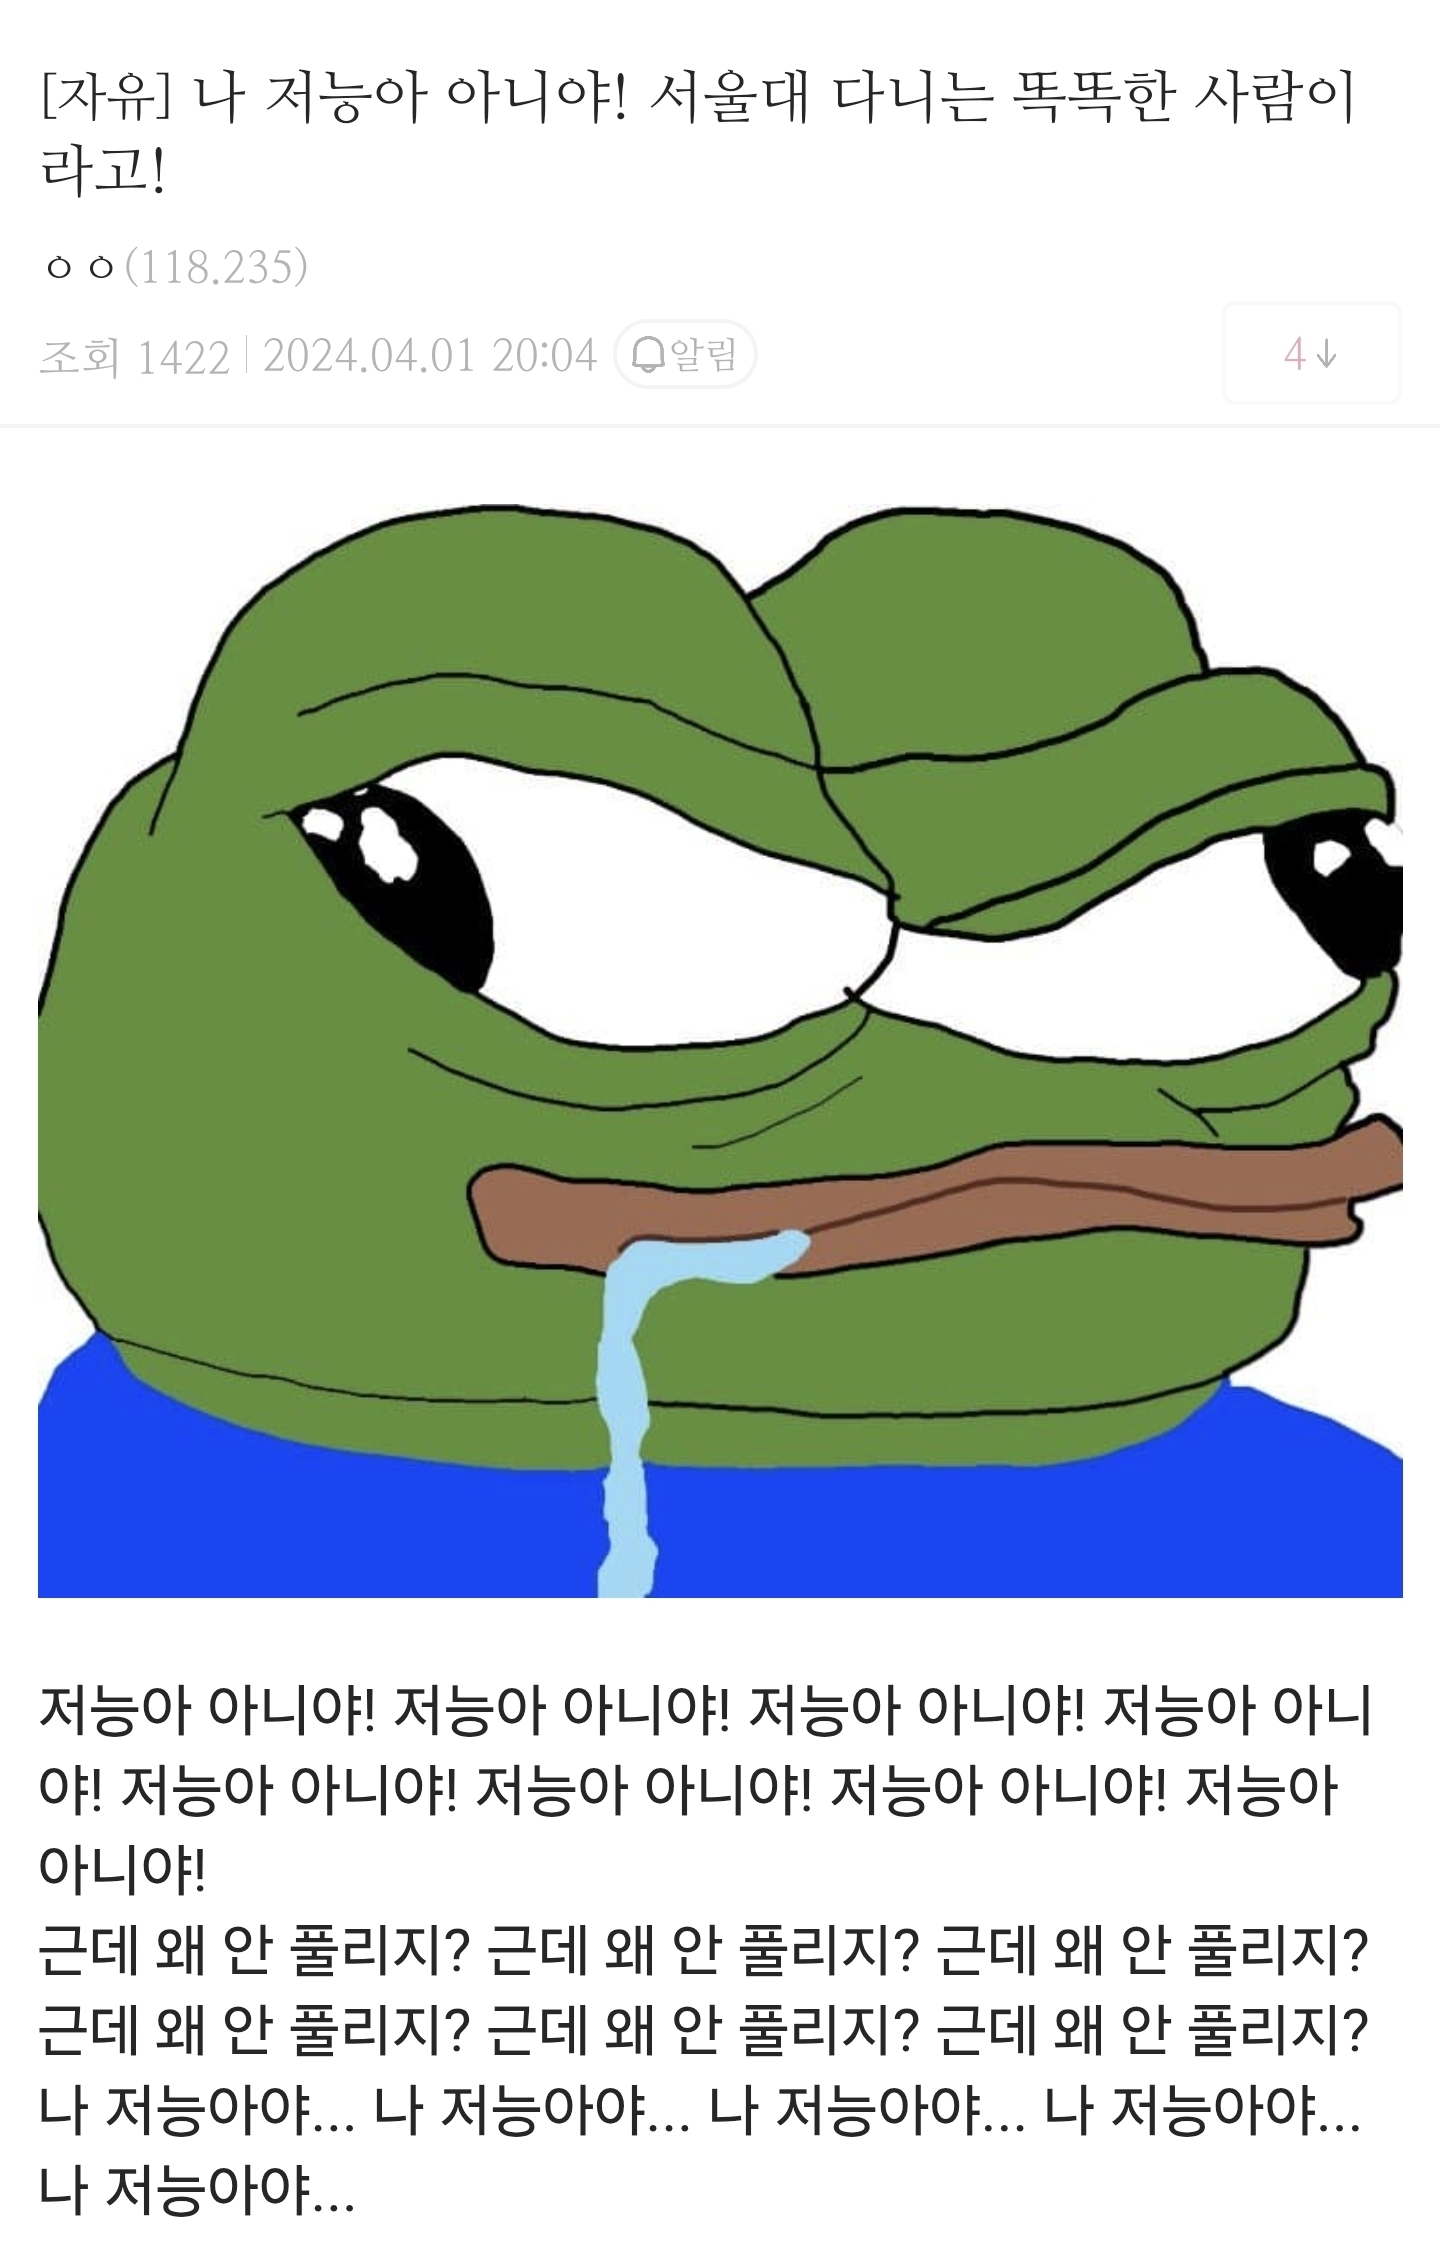 [자유] 나 저능아 아니야! 서울대 다니는 똑똑한 사람이
라고!
ㅇㅇ(118.235)
조회 1422 | 2024.04.01 20:04 알림
4↓
저능아 아니야! 저능아 아니야! 저능아 아니야! 저능아 아니
야! 저능아 아니야! 저능아 아니야! 저능아 아니야! 저능아
아니야!
근데 왜 안 풀리지? 근데 왜 안 풀리지? 근데 왜 안 풀리지?
근데 왜 안 풀리지? 근데 왜 안 풀리지? 근데 왜 안 풀리지?
나 저능아야... 나 저능아야... 나 저능아야... 나 저능아야...
나 저능아야...